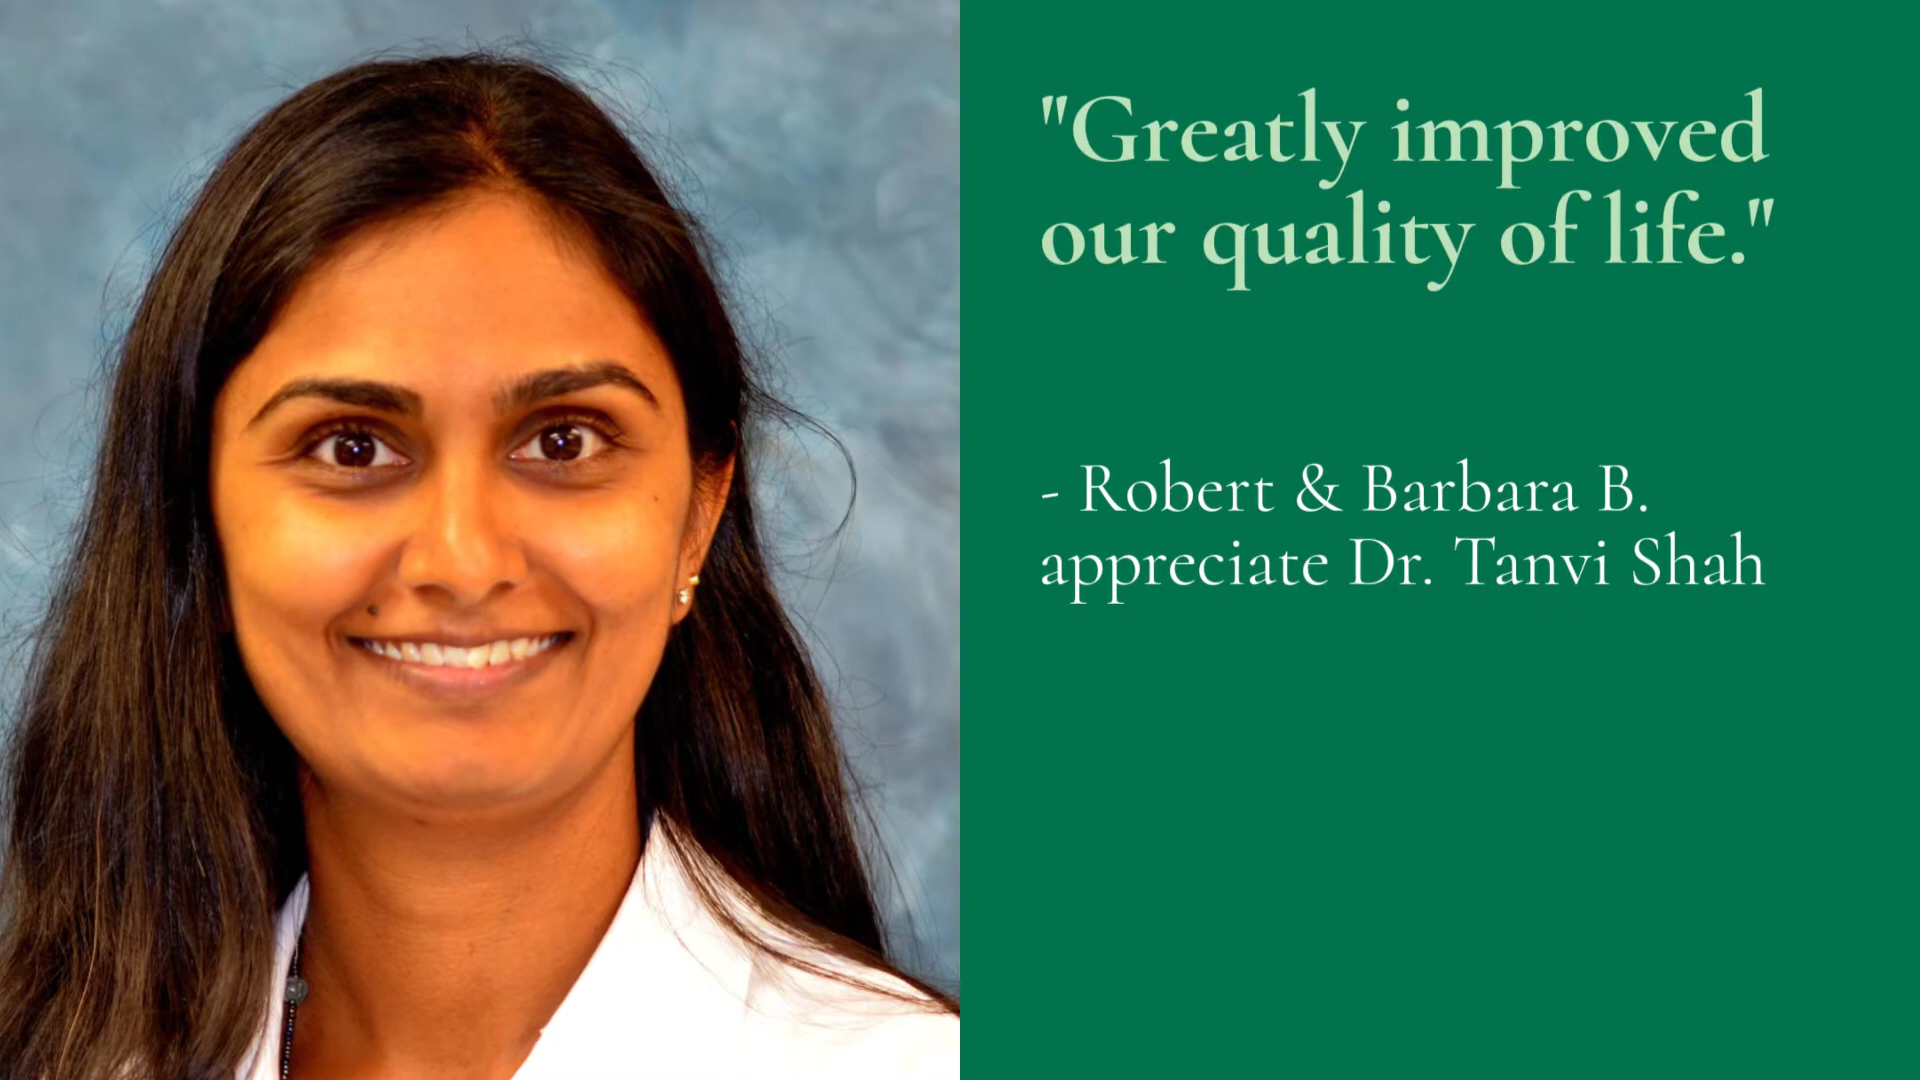 "Greatly improved
our quality of life."
- Robert & Barbara B.
appreciate Dr. Tanvi Shah